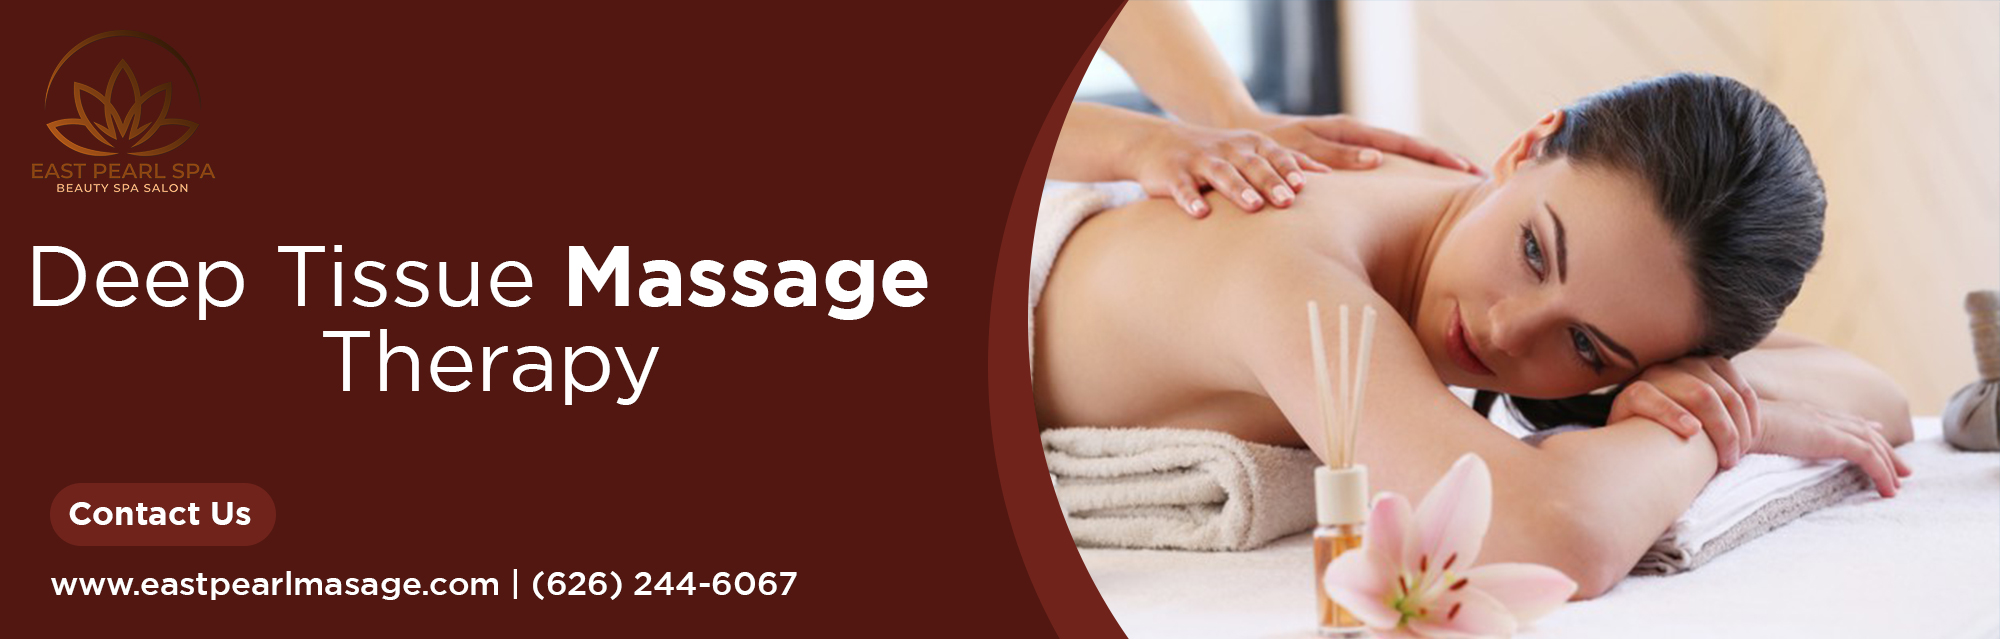 EAST PEARL SPA
BEAUTY SPA SALON
Deep Tissue Massage
Therapy
Contact Us
www.eastpearlmasage.com | (626) 244-6067